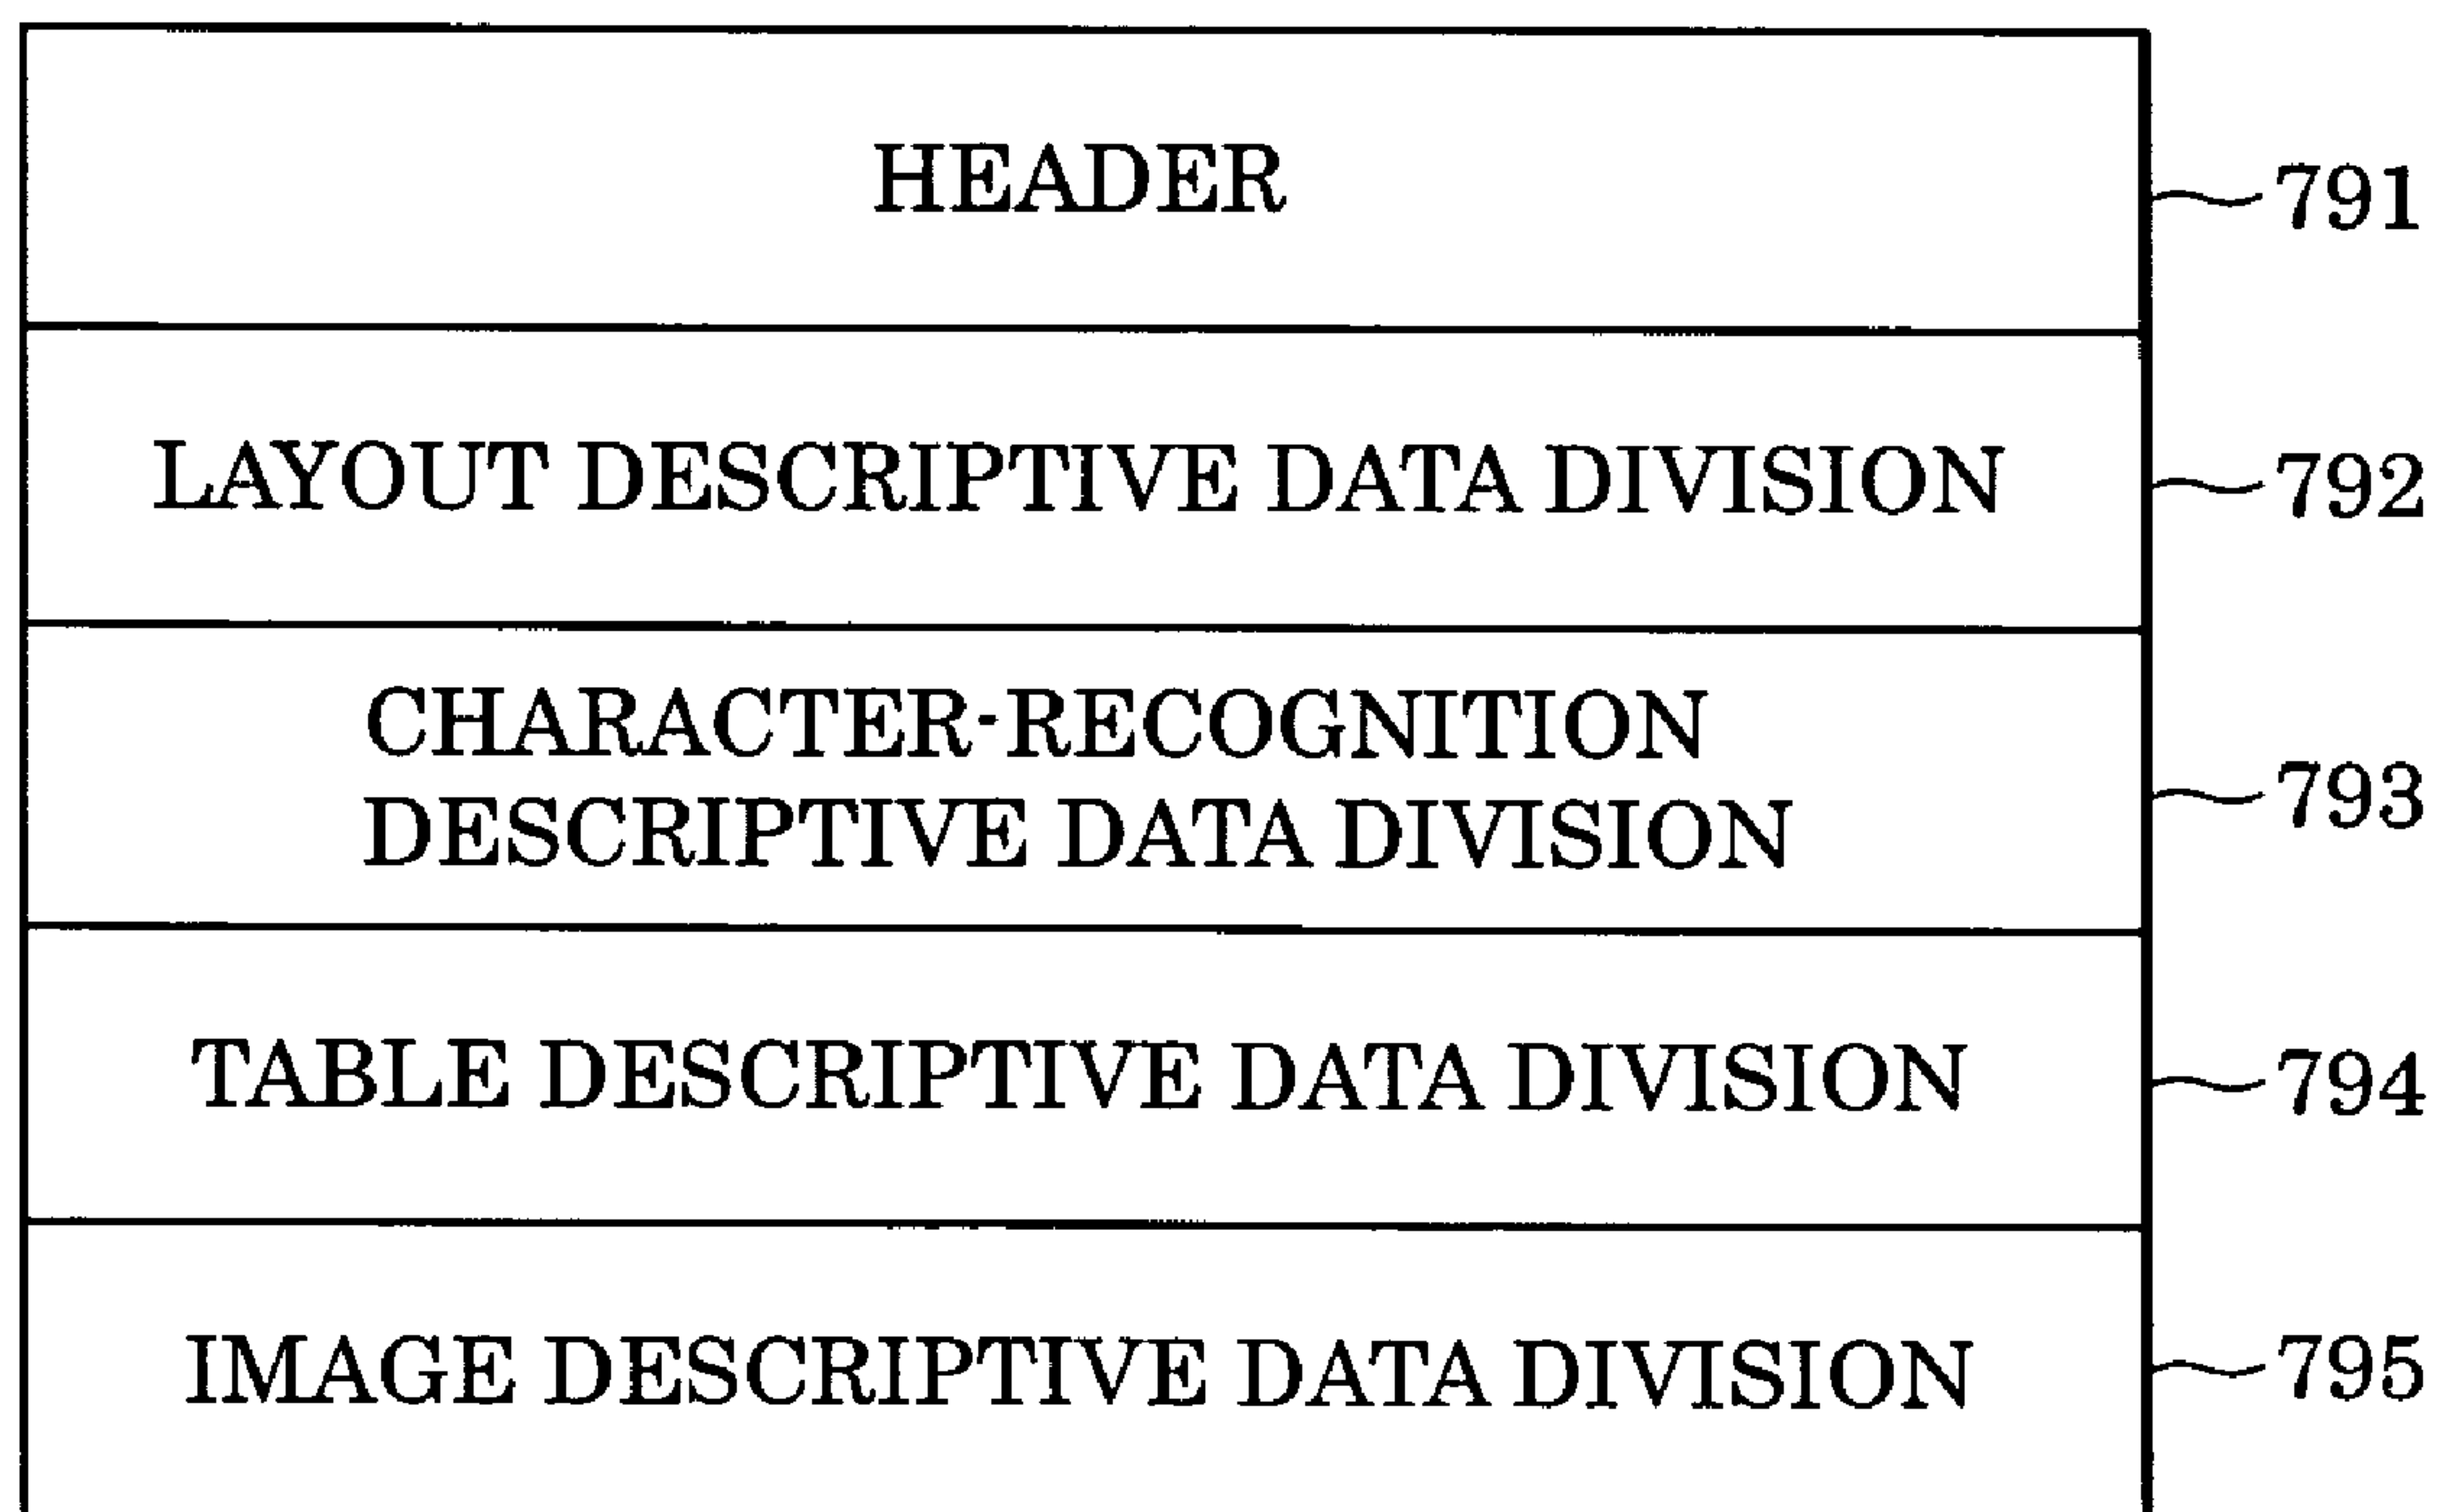 HEADER
791
LAYOUT DESCRIPTIVE DATA DIVISION
792
CHARACTER-RECOGNITION
DESCRIPTIVE DATA DIVISION
793
TABLE DESCRIPTIVE DATA DIVISION
794
IMAGE DESCRIPTIVE DATA DIVISION
795